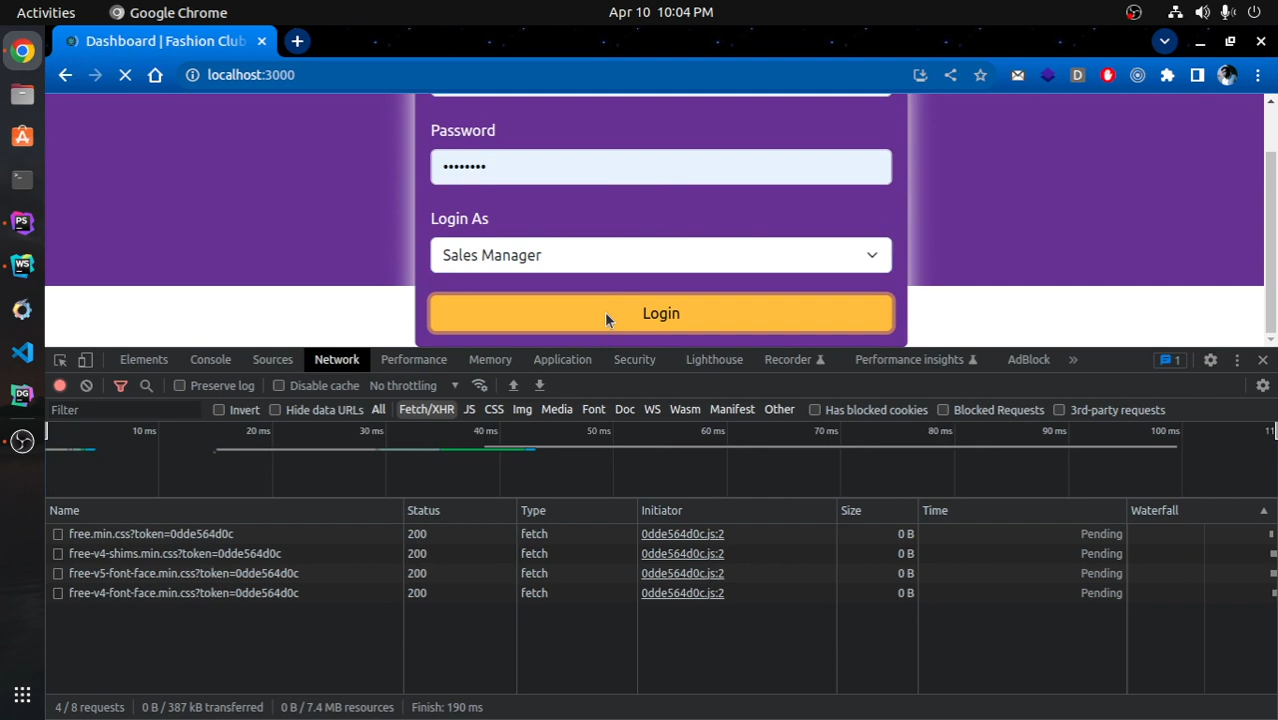 Activities Google Chrome Apr 10 10:04 PM
Dashboard | Fashion Club
localhost:3000
Password
••••••••
Login As
Sales Manager
Login
Elements Console Sources Network Performance Memory Application Security Lighthouse Recorder Performance insights AdBlock » 1
Preserve log Disable cache No throttling
Filter Invert Hide data URLs All Fetch/XHR JS CSS Img Media Font Doc WS Wasm Manifest Other Has blocked cookies Blocked Requests 3rd-party requests
10 ms 20 ms 30 ms 40 ms 50 ms 60 ms 70 ms 80 ms 90 ms 100 ms 11
Name Status Type Initiator Size Time Waterfall
free.min.css?token=0dde564d0c 200 fetch 0dde564d0c.js:2 0 B Pending
free-v4-shims.min.css?token=0dde564d0c 200 fetch 0dde564d0c.js:2 0 B Pending
free-v5-font-face.min.css?token=0dde564d0c 200 fetch 0dde564d0c.js:2 0 B Pending
free-v4-font-face.min.css?token=0dde564d0c 200 fetch 0dde564d0c.js:2 0 B Pending
4 / 8 requests 0 B / 387 kB transferred 0 B / 7.4 MB resources Finish: 190 ms